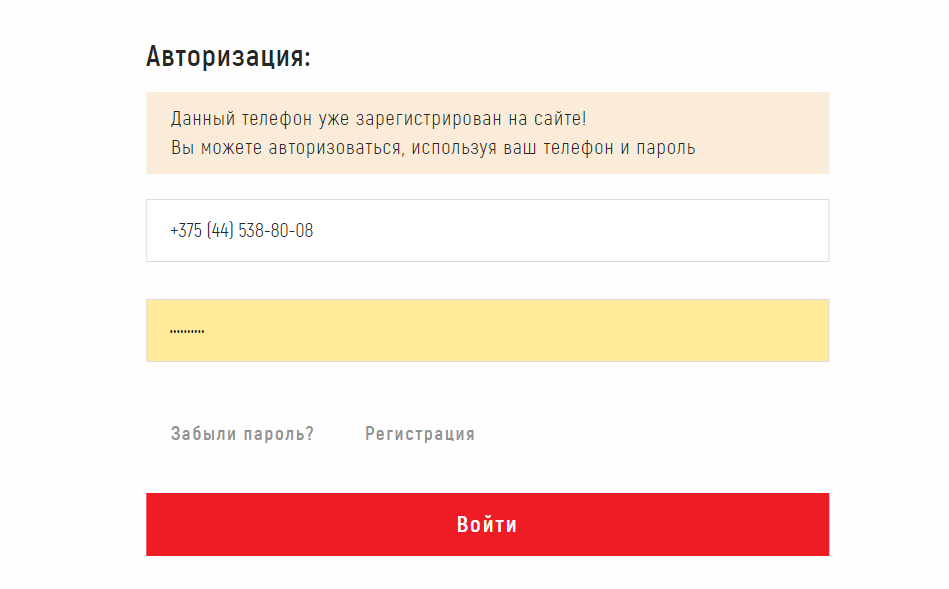 Авторизация:
Данный телефон уже зарегистрирован на сайте!
Вы можете авторизоваться, используя ваш телефон и пароль
+375 (44) 538-80-08
••••••••••
Забыли пароль? Регистрация
Войти